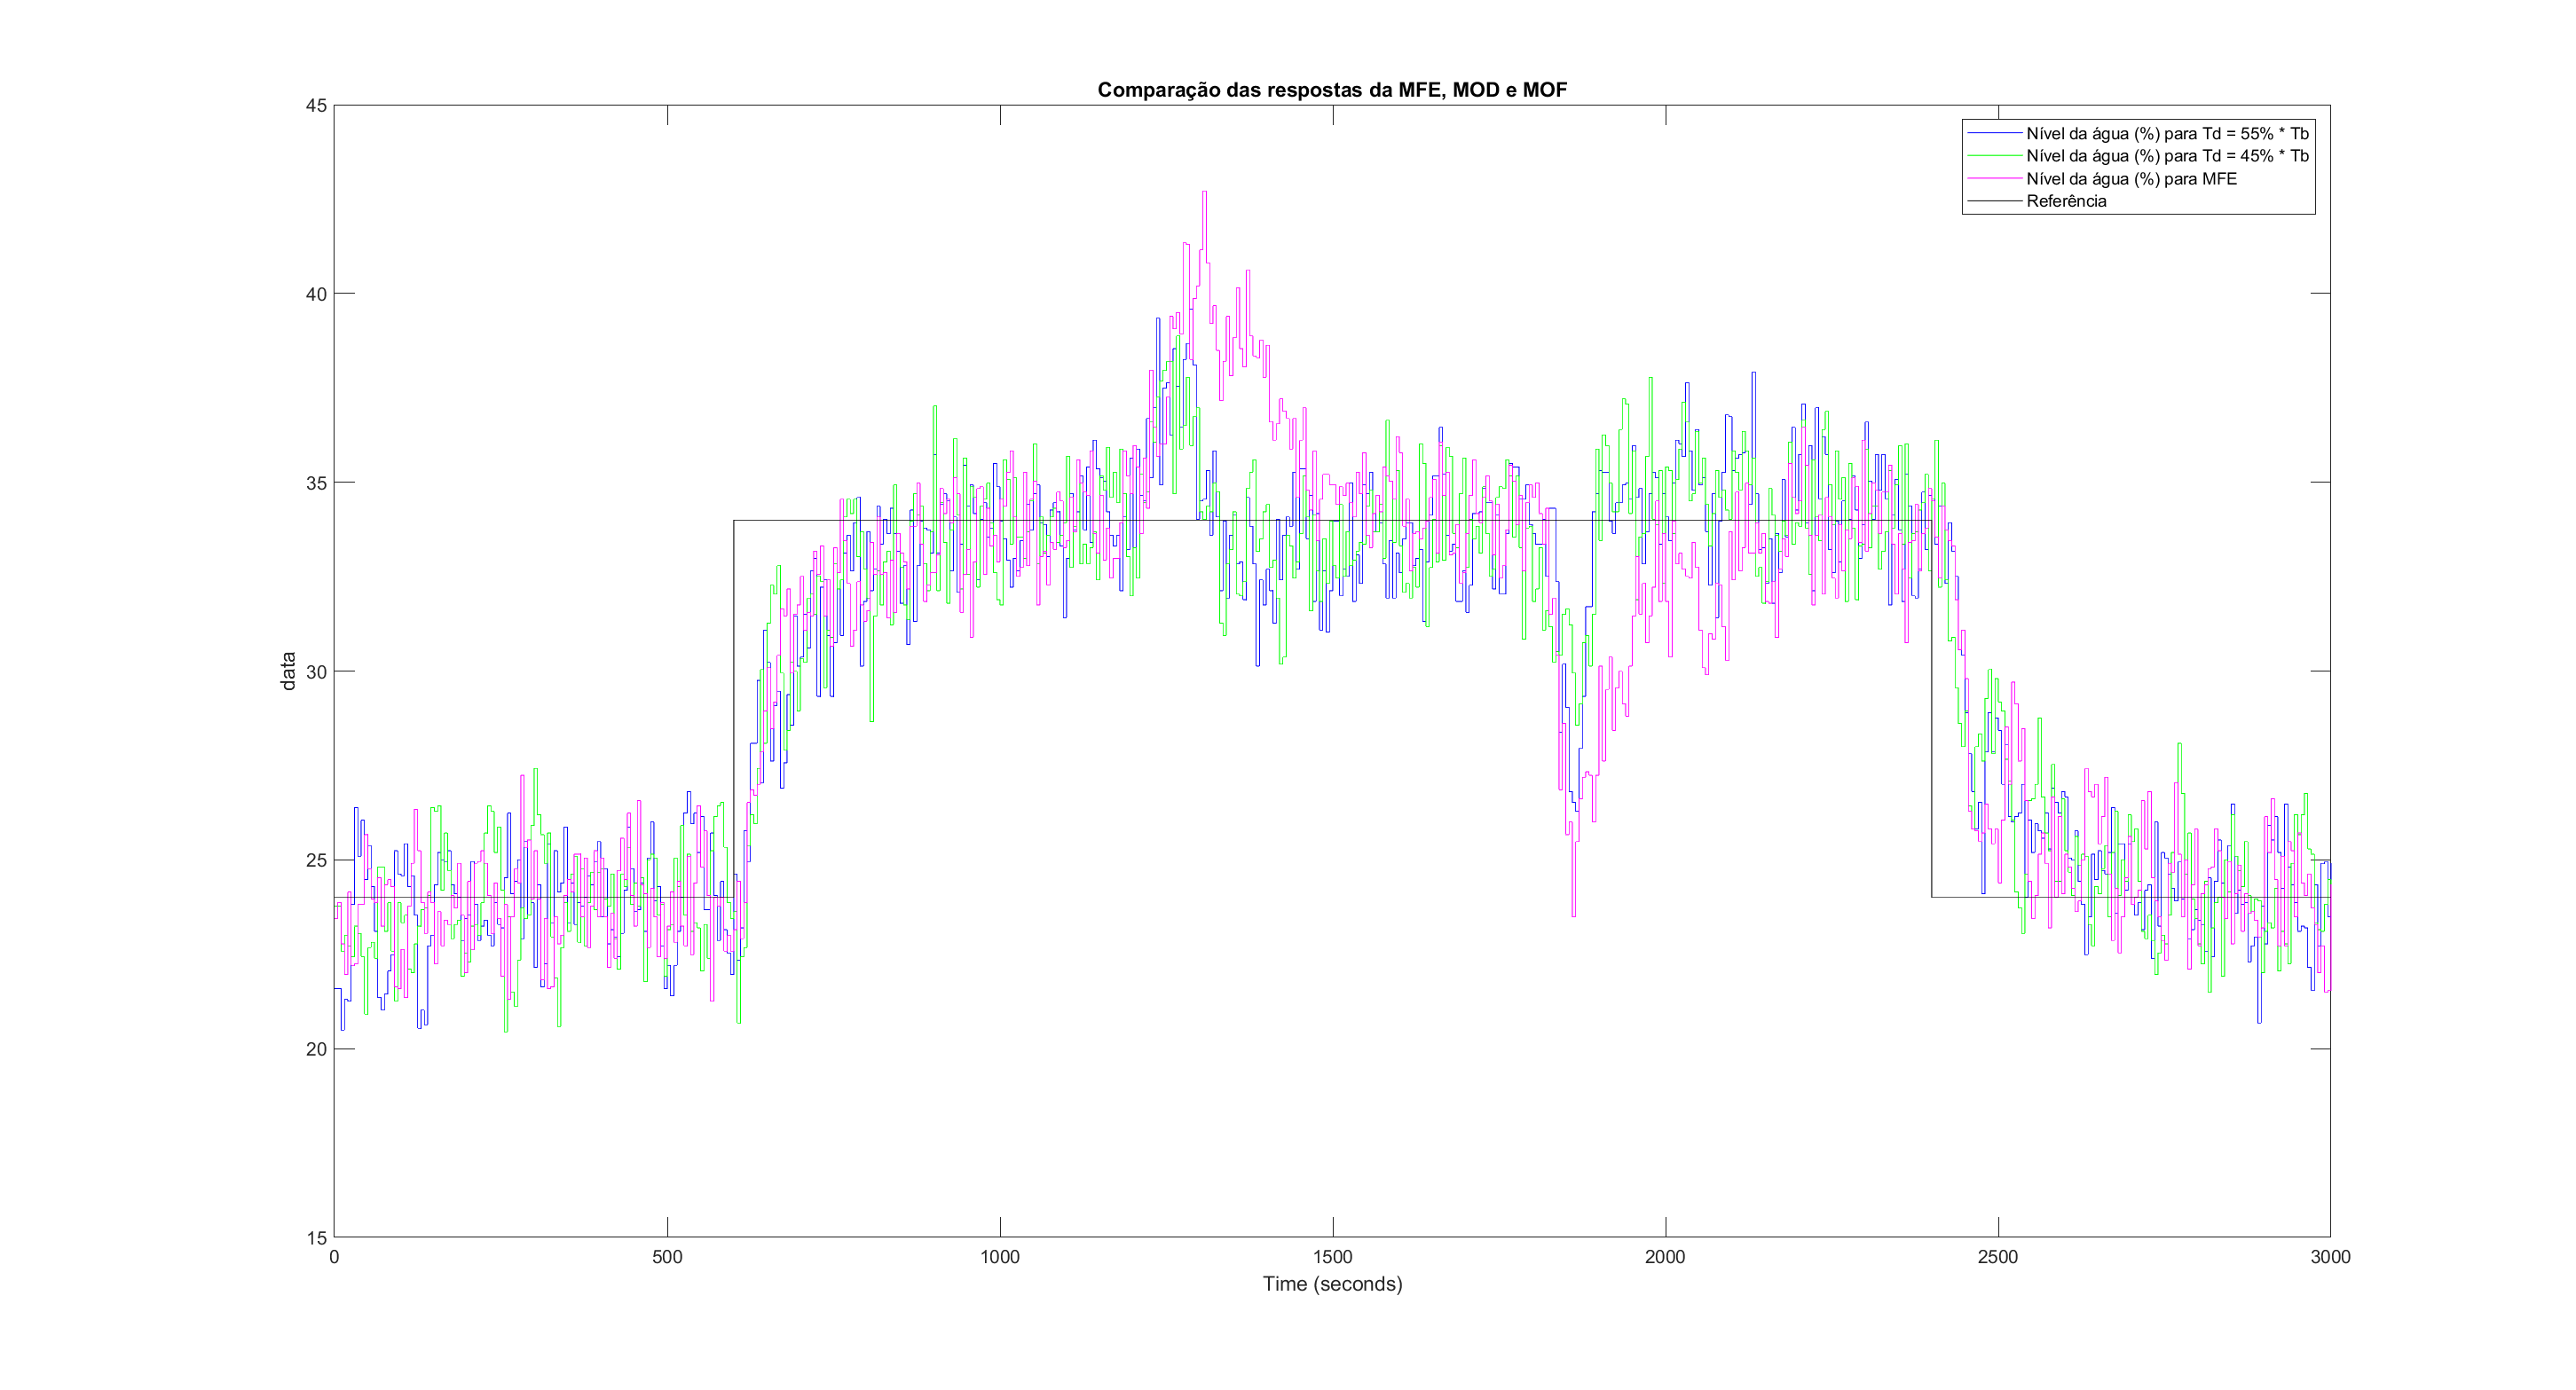 Comparação das respostas da MFE, MOD e MOF
45
40
35
30
25
20
15
data
0 500 1000 1500 2000 2500 3000
Time (seconds)
Nível da água (%) para Td = 55% * Tb
Nível da água (%) para Td = 45% * Tb
Nível da água (%) para MFE
Referência